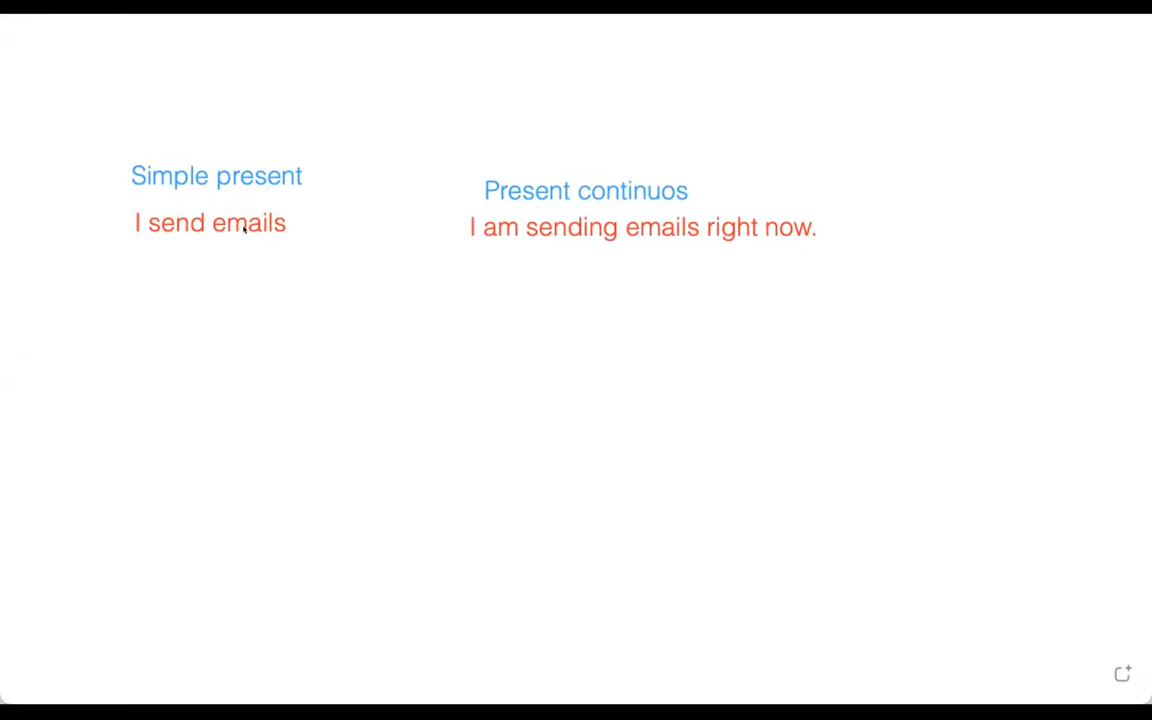 Simple present
I send emails
Present continuos
I am sending emails right now.